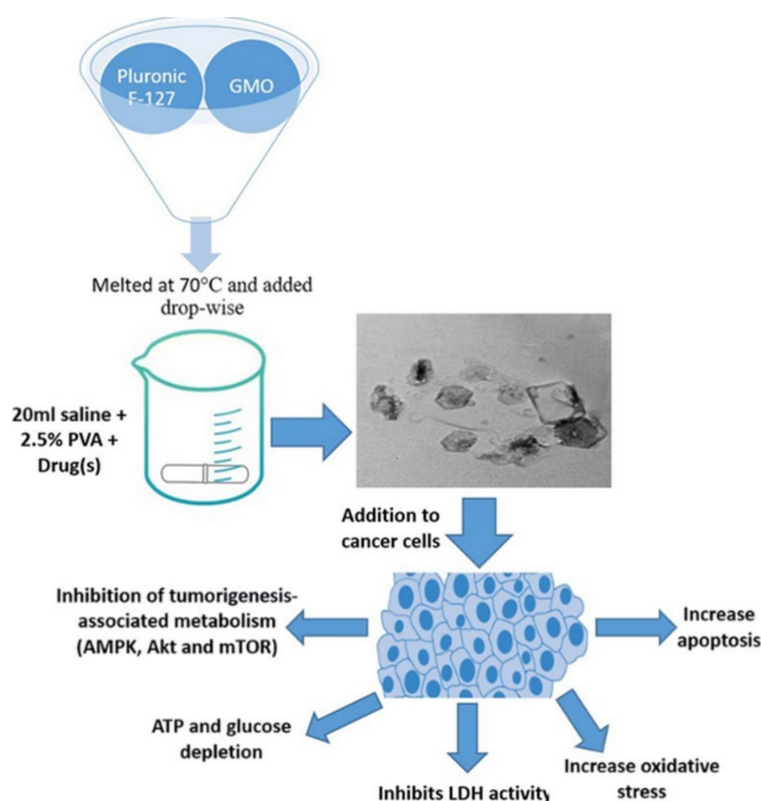 Pluronic
F-127
GMO
Melted at 70°C and added
drop-wise
20ml saline +
2.5% PVA +
Drug(s)
Addition to
cancer cells
Inhibition of tumorigenesis-
associated metabolism
(AMPK, Akt and mTOR)
Increase
apoptosis
ATP and glucose
depletion
Inhibits LDH activity
Increase oxidative
stress